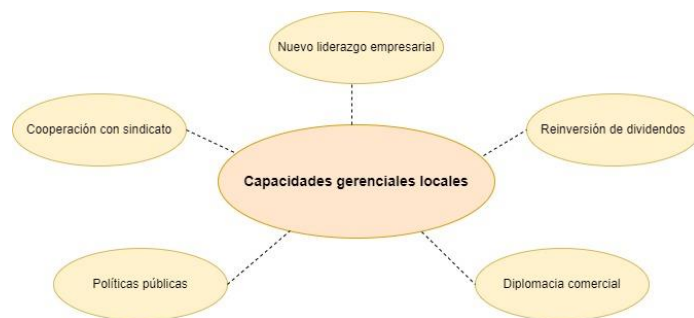 Nuevo liderazgo empresarial
Cooperación con sindicato
Reinversión de dividendos
Capacidades gerenciales locales
Políticas públicas
Diplomacia comercial